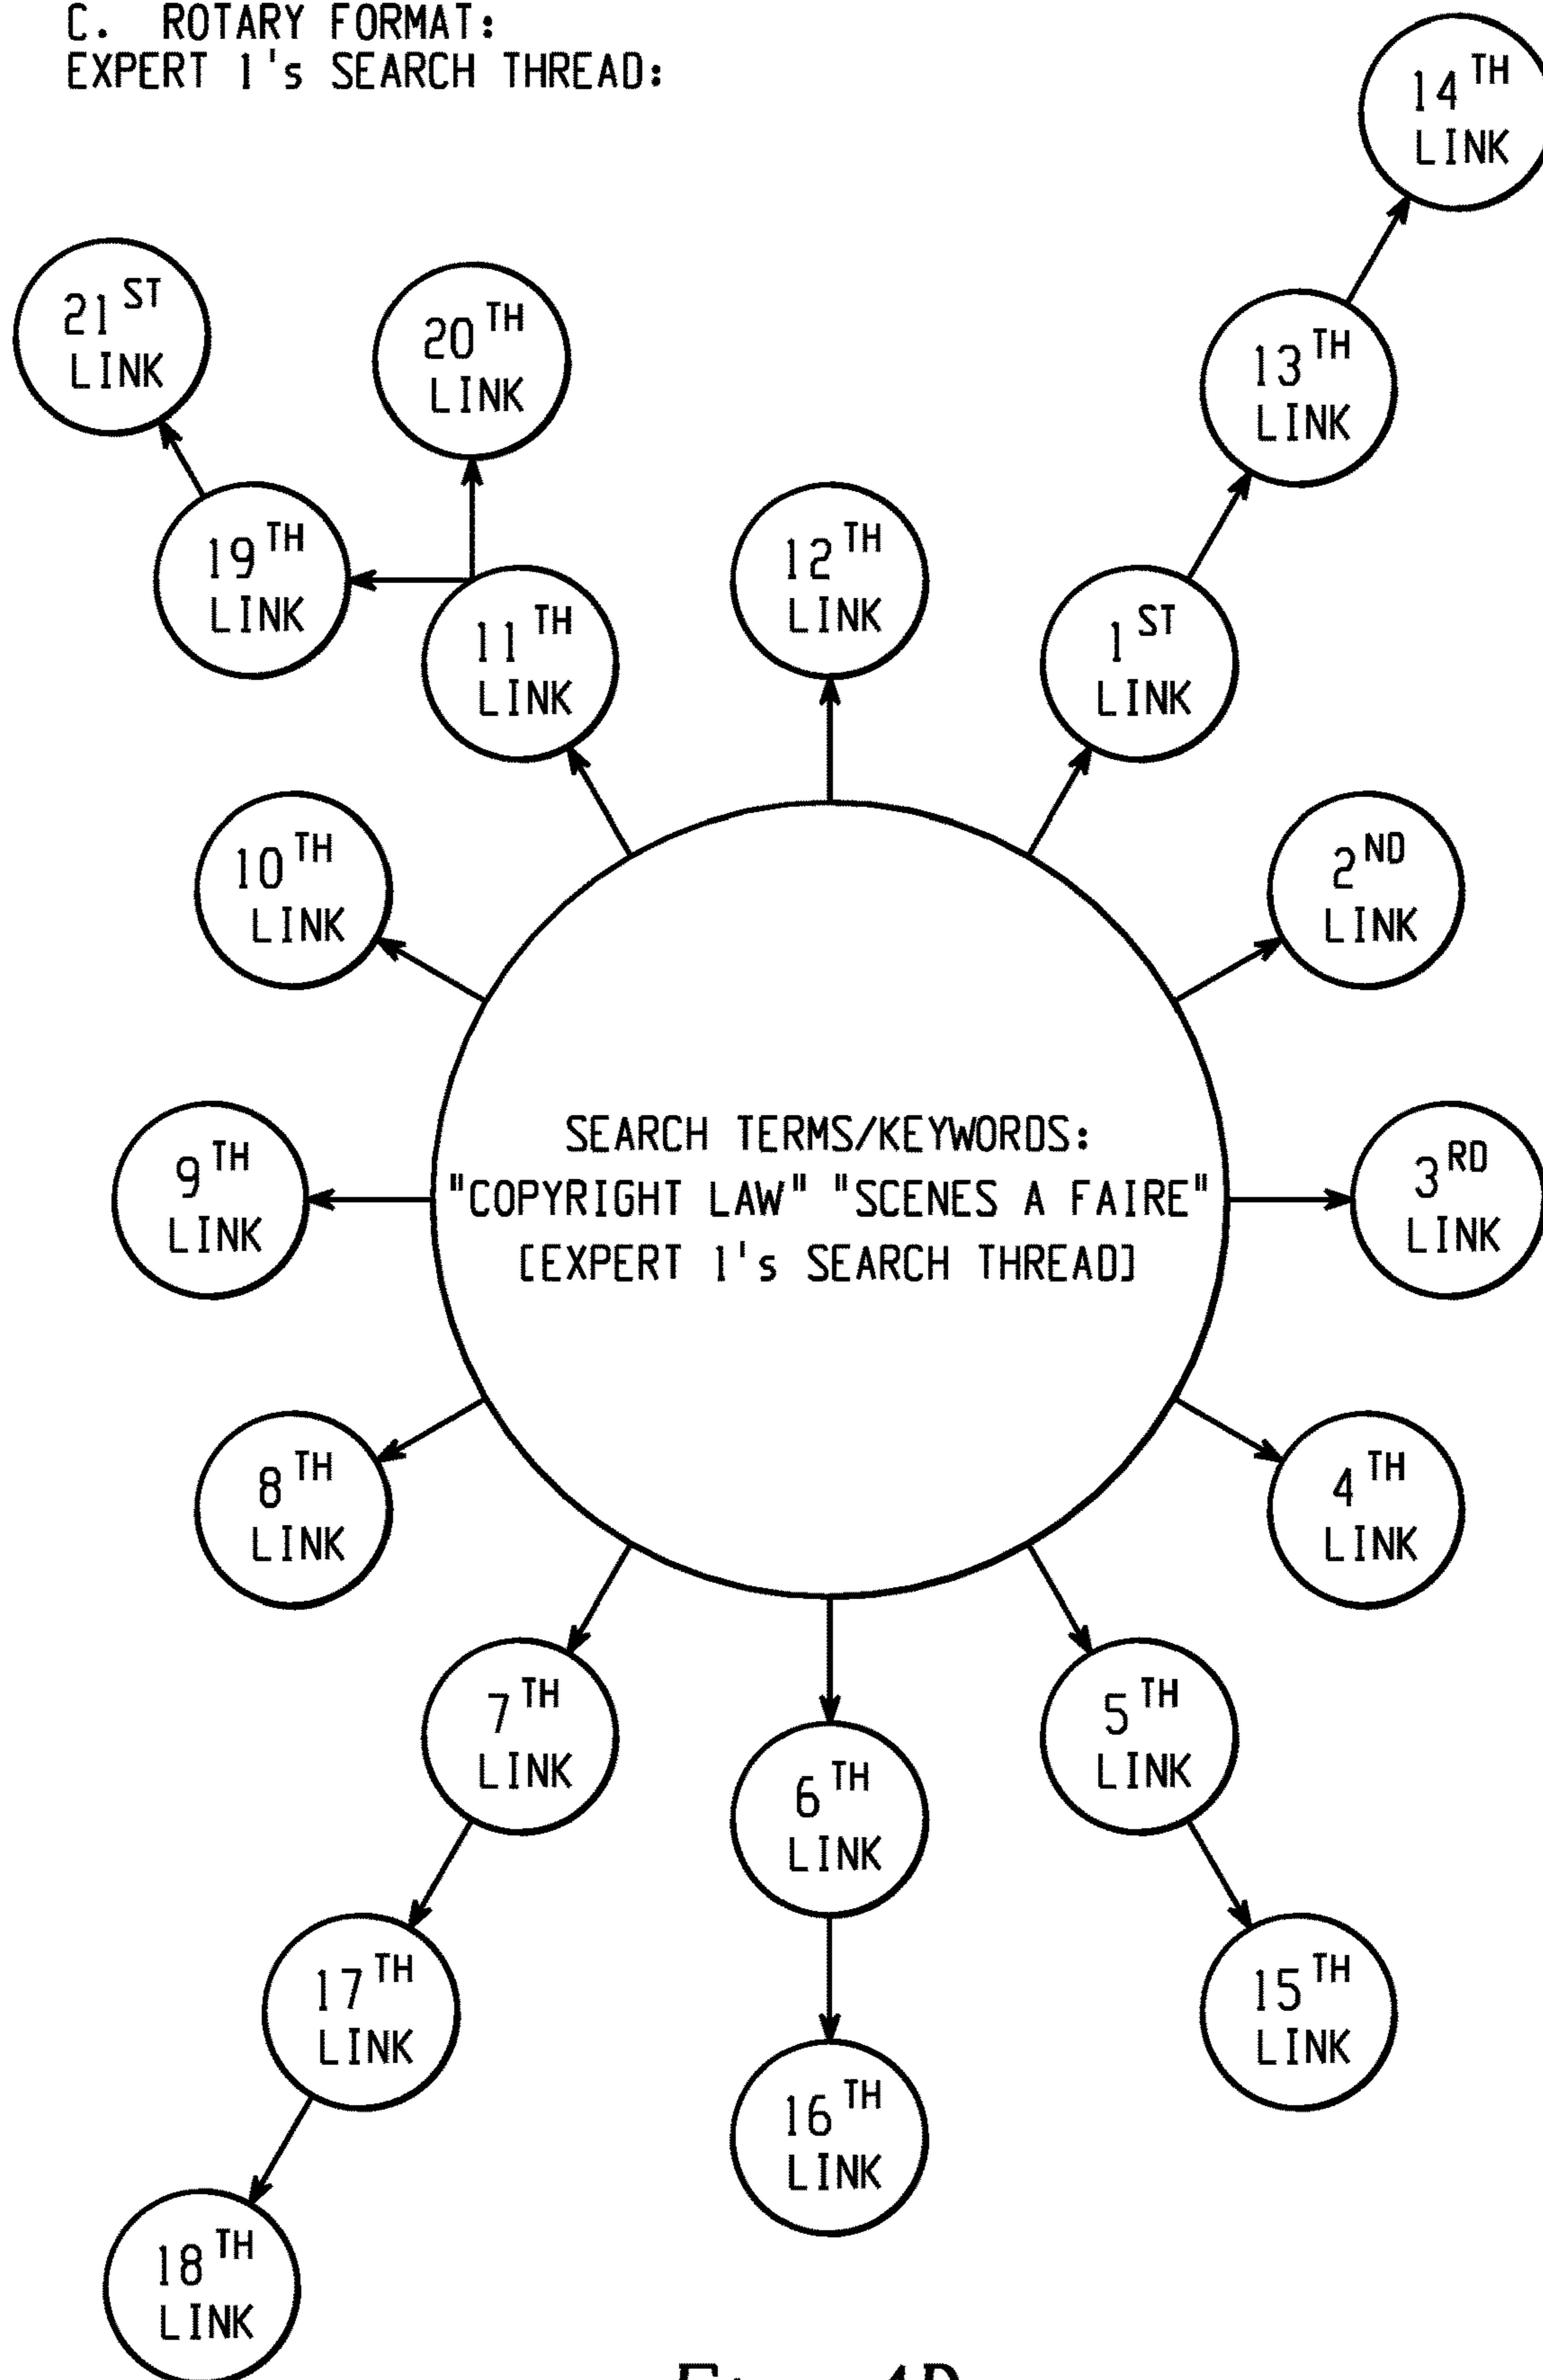 C. ROTARY FORMAT:
EXPERT 1's SEARCH THREAD:
14TH
LINK
21ST
LINK
20TH
LINK
13TH
LINK
19TH
LINK
12TH
LINK
11TH
LINK
1ST
LINK
10TH
LINK
2ND
LINK
SEARCH TERMS/KEYWORDS:
"COPYRIGHT LAW" "SCENES A FAIRE"
[EXPERT 1's SEARCH THREAD]
9TH
LINK
3RD
LINK
8TH
LINK
4TH
LINK
7TH
LINK
6TH
LINK
5TH
LINK
17TH
LINK
16TH
LINK
15TH
LINK
18TH
LINK